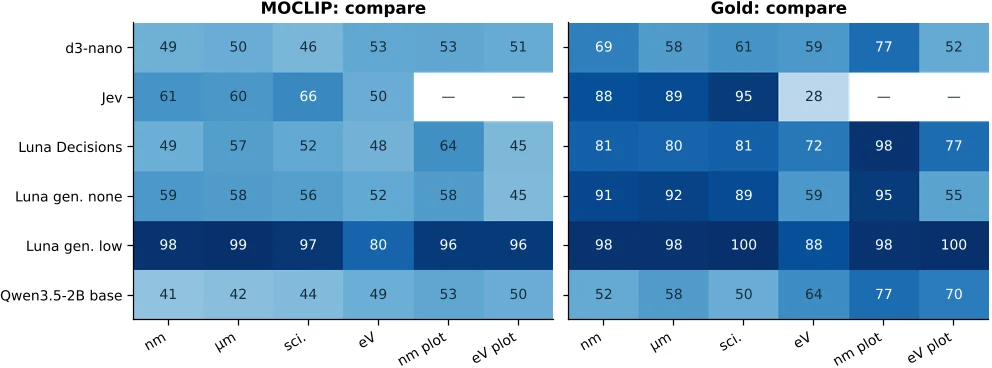 MOCLIP: compare Gold: compare
d3-nano 49 50 46 53 53 51 69 58 61 59 77 52
Jev 61 60 66 50 — — 88 89 95 28 — —
Luna Decisions 49 57 52 48 64 45 81 80 81 72 98 77
Luna gen. none 59 58 56 52 58 45 91 92 89 59 95 55
Luna gen. low 98 99 97 80 96 96 98 98 100 88 98 100
Qwen3.5-2B base 41 42 44 49 53 50 52 58 50 64 77 70
nm μm sci. eV nm plot eV plot nm μm sci. eV nm plot eV plot